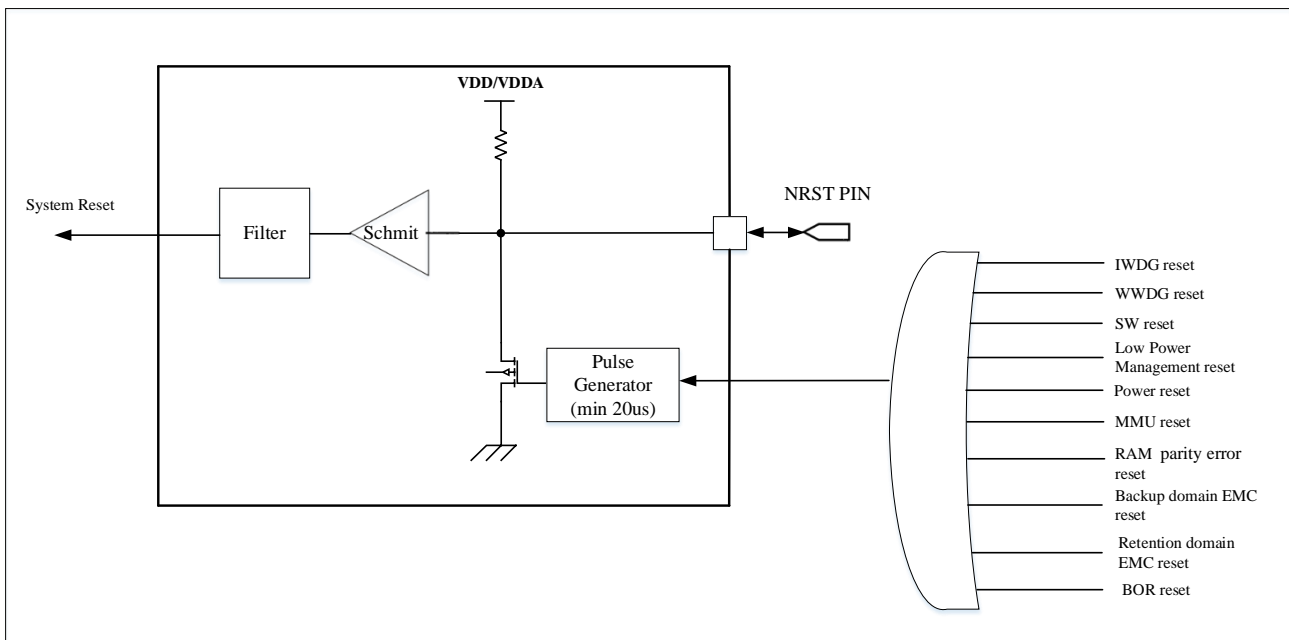 VDD/VDDA
System Reset
Filter
Schmit
NRST PIN
Pulse
Generator
(min 20us)
IWDG reset
WWDG reset
SW reset
Low Power
Management reset
Power reset
MMU reset
RAM parity error
reset
Backup domain EMC
reset
Retention domain
EMC reset
BOR reset